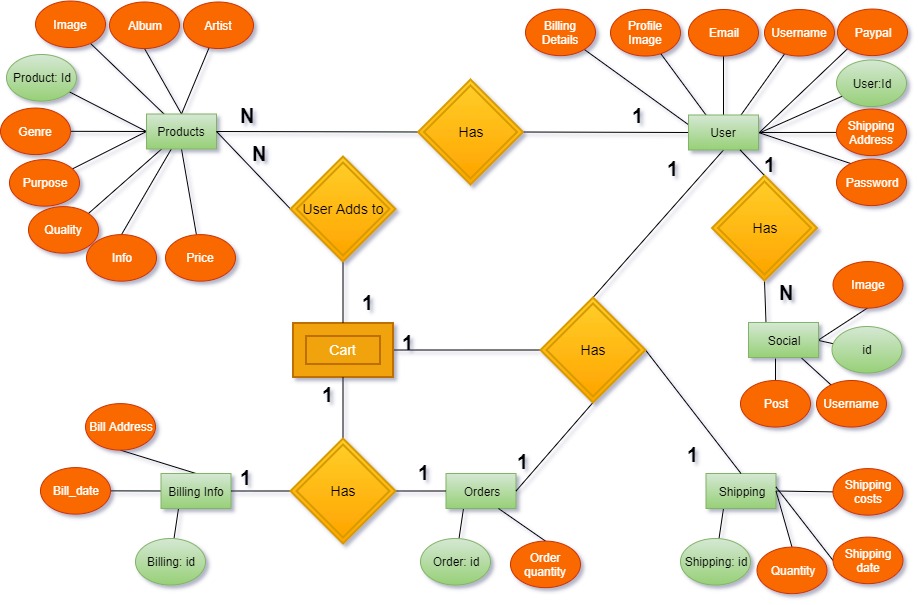 Image
Album
Artist
Billing
Details
Profile
Image
Email
Username
Paypal
Product: Id
User:Id
N
1
Genre
Products
Has
User
Shipping
Address
N
1
1
Purpose
Password
User Adds to
Quality
Has
Info
Price
Image
N
1
Cart
1
Has
Social
id
1
Post
Username
Bill Address
1
1
1
1
Bill_date
Billing Info
Has
Orders
Shipping
Shipping
costs
Billing: id
Order: id
Order
quantity
Shipping: id
Quantity
Shipping
date